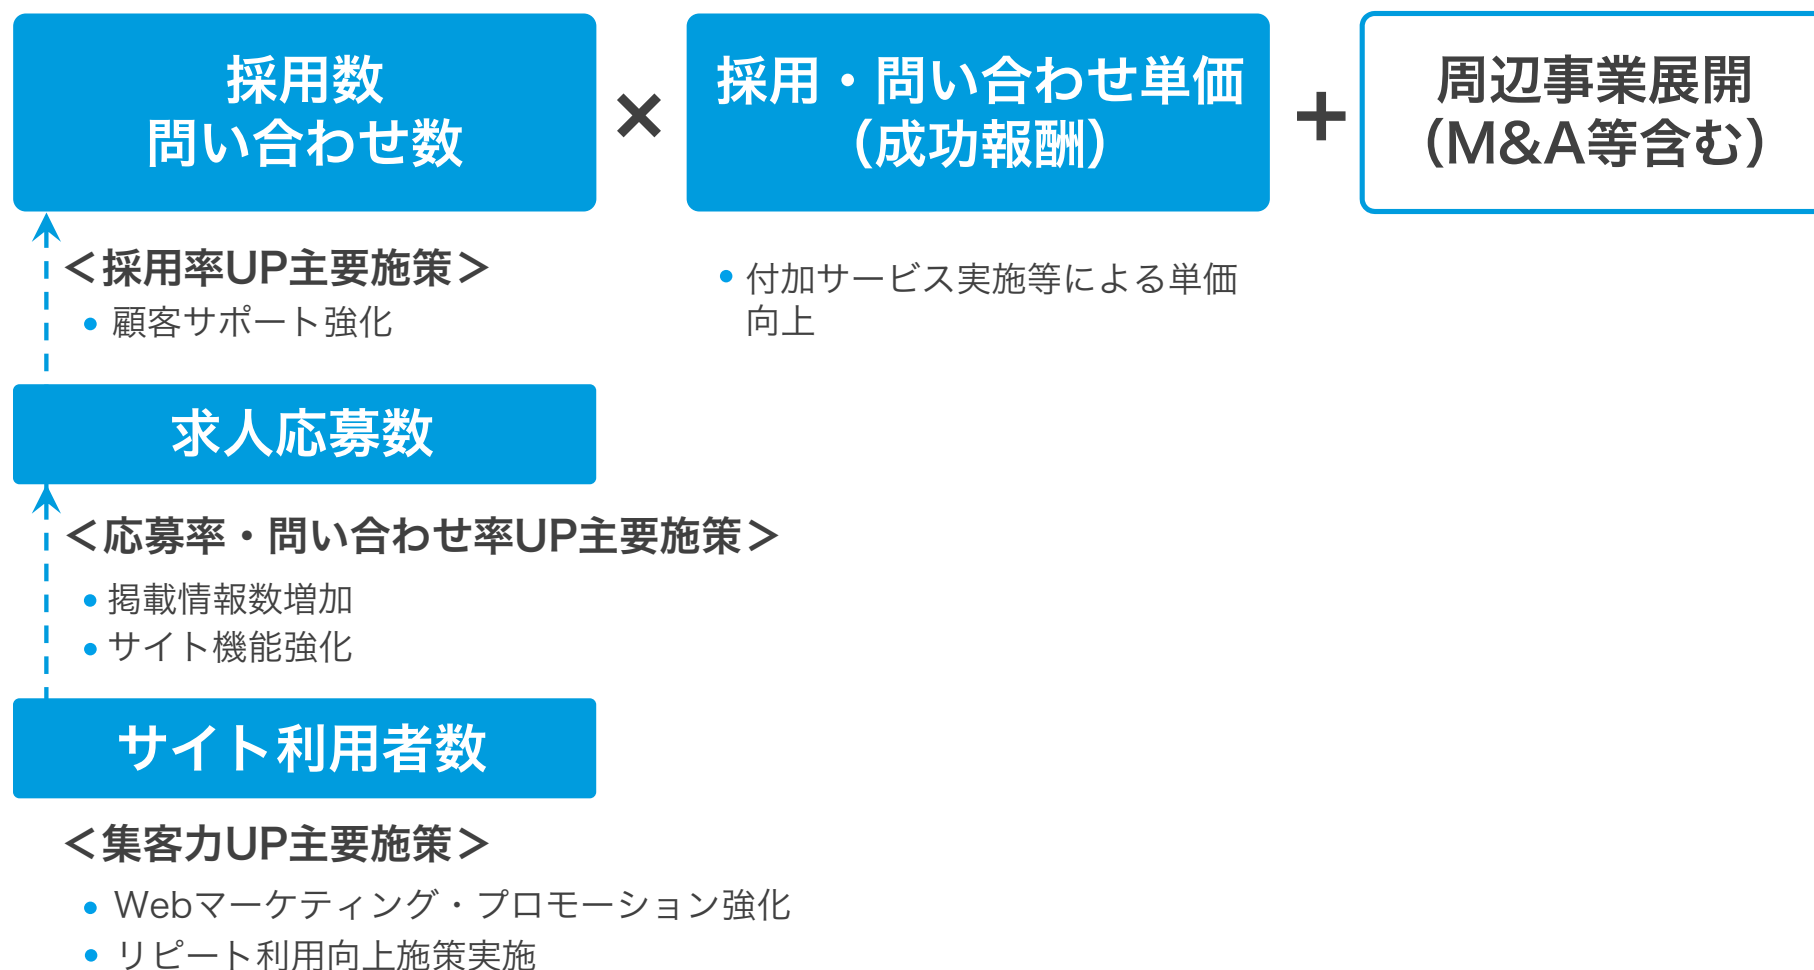 採用数
問い合わせ数
×
採用・問い合わせ単価
（成功報酬）
+
周辺事業展開
（M&A等含む）
＜採用率UP主要施策＞
• 顧客サポート強化
• 付加サービス実施等による単価
向上
求人応募数
＜応募率・問い合わせ率UP主要施策＞
• 掲載情報数増加
• サイト機能強化
サイト利用者数
＜集客力UP主要施策＞
• Webマーケティング・プロモーション強化
• リピート利用向上施策実施